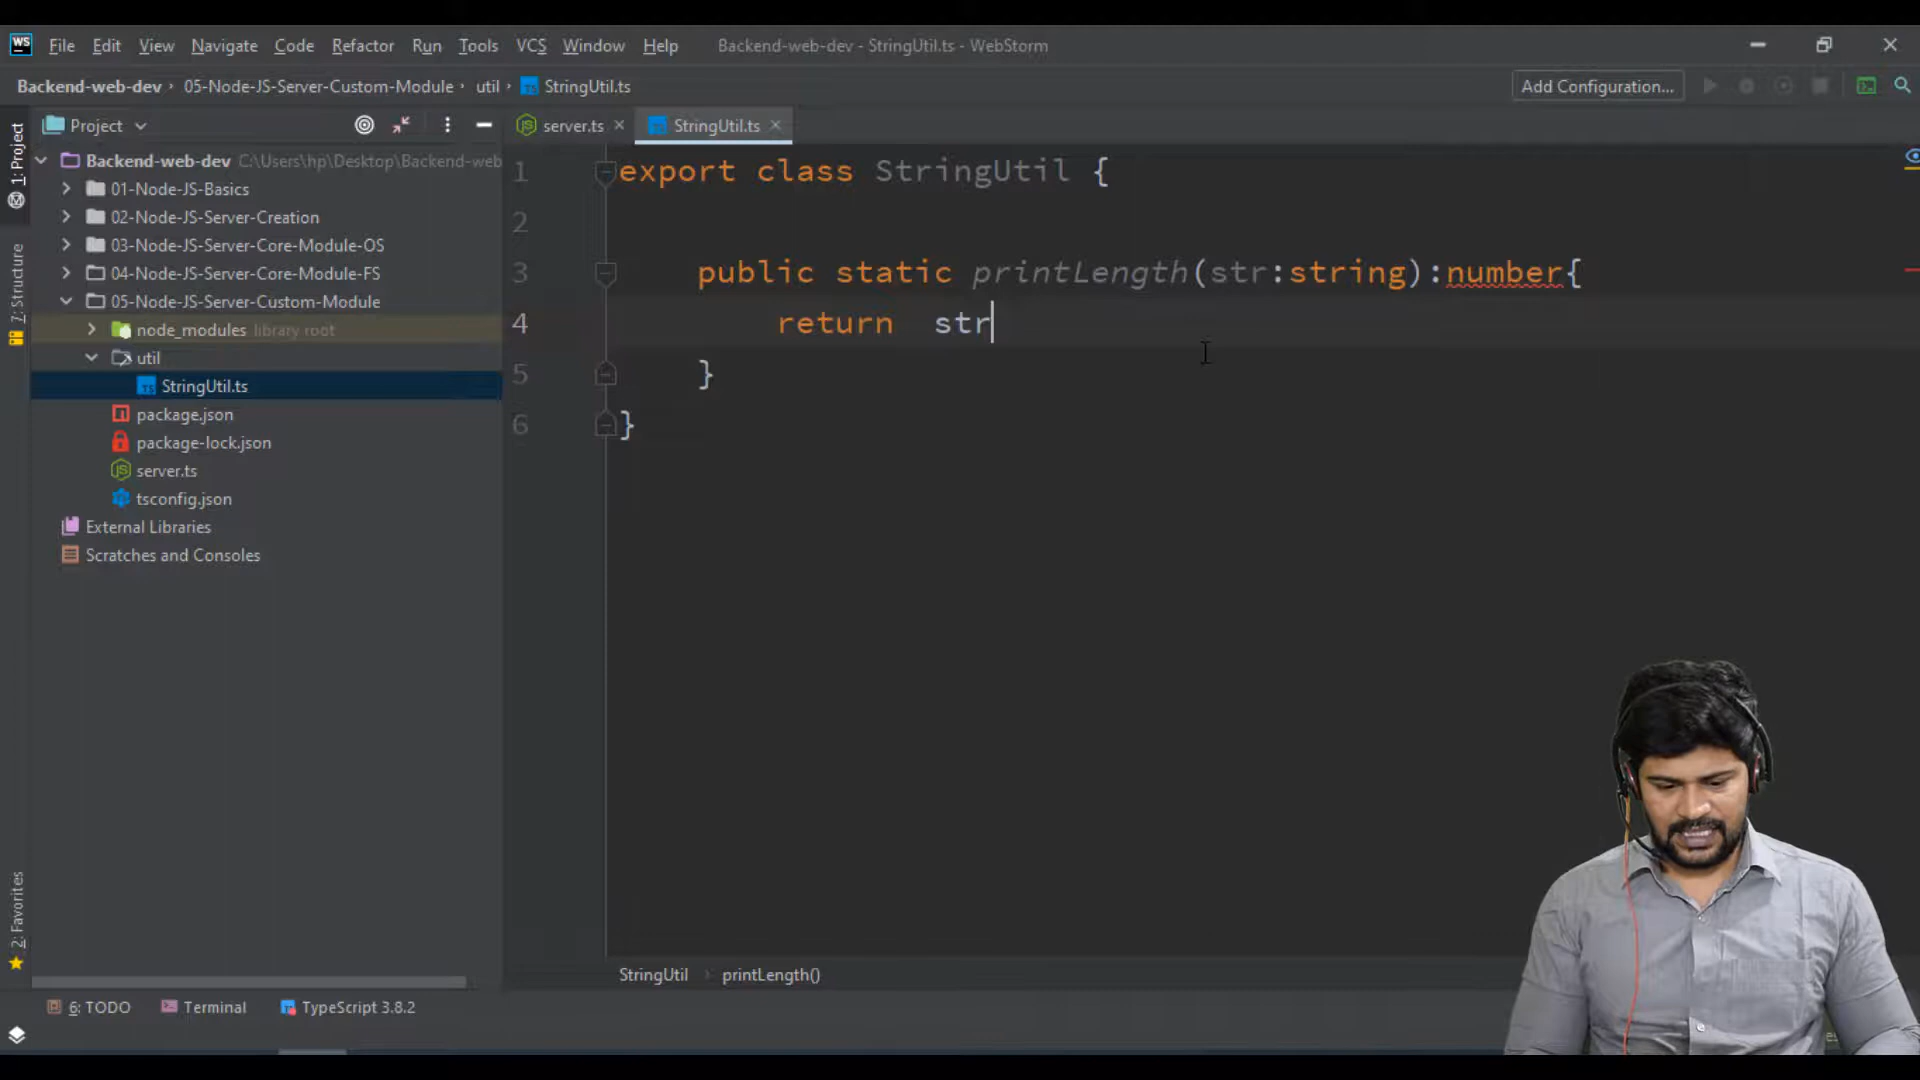 WS File Edit View Navigate Code Refactor Run Tools VCS Window Help Backend-web-dev - StringUtil.ts - WebStorm
Backend-web-dev › 05-Node-JS-Server-Custom-Module › util › StringUtil.ts Add Configuration...
1: Project
7: Structure
2: Favorites
Project
Backend-web-dev C:\Users\hp\Desktop\Backend-web
01-Node-JS-Basics
02-Node-JS-Server-Creation
03-Node-JS-Server-Core-Module-OS
04-Node-JS-Server-Core-Module-FS
05-Node-JS-Server-Custom-Module
node_modules library root
util
StringUtil.ts
package.json
package-lock.json
server.ts
tsconfig.json
External Libraries
Scratches and Consoles
server.ts StringUtil.ts
1 export class StringUtil {
2
3 public static printLength(str:string):number{
4 return  str
5 }
6 }
StringUtil › printLength()
6: TODO Terminal TypeScript 3.8.2